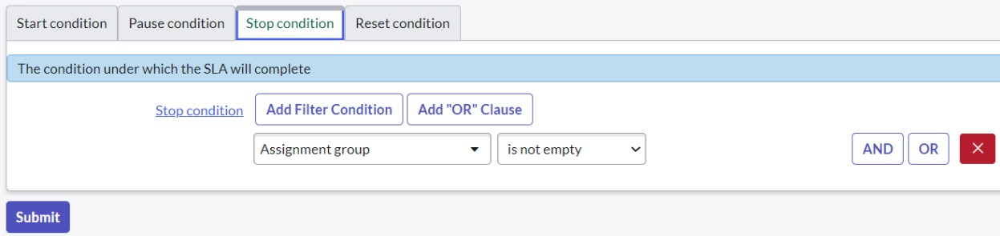 Start condition Pause condition Stop condition Reset condition
The condition under which the SLA will complete
Stop condition Add Filter Condition Add "OR" Clause
Assignment group is not empty AND OR
Submit